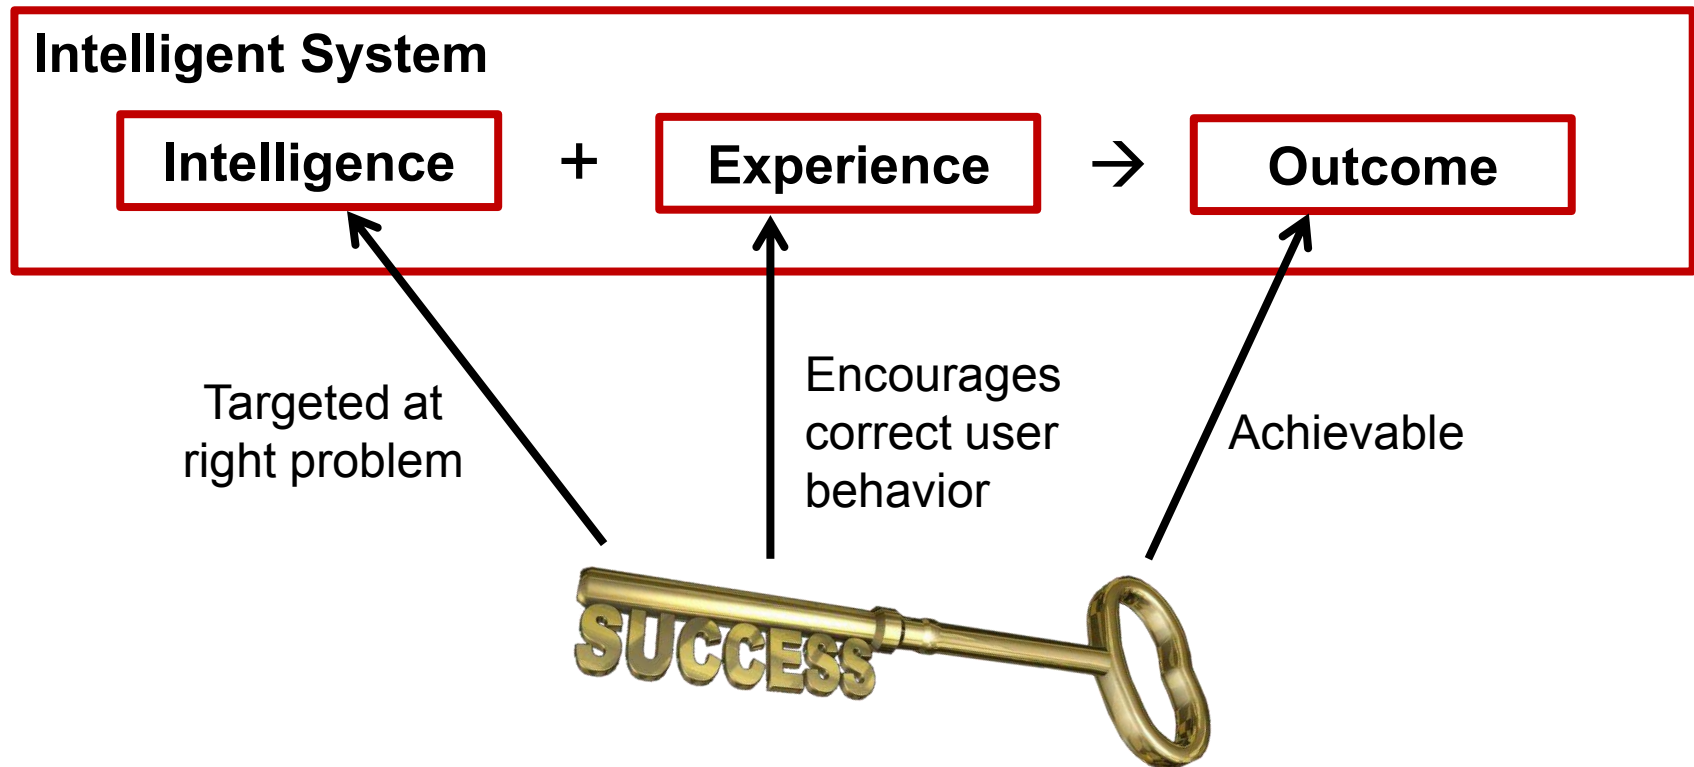 Intelligent System
Intelligence + Experience → Outcome
Targeted at
right problem
Encourages
correct user
behavior
Achievable
SUCCESS